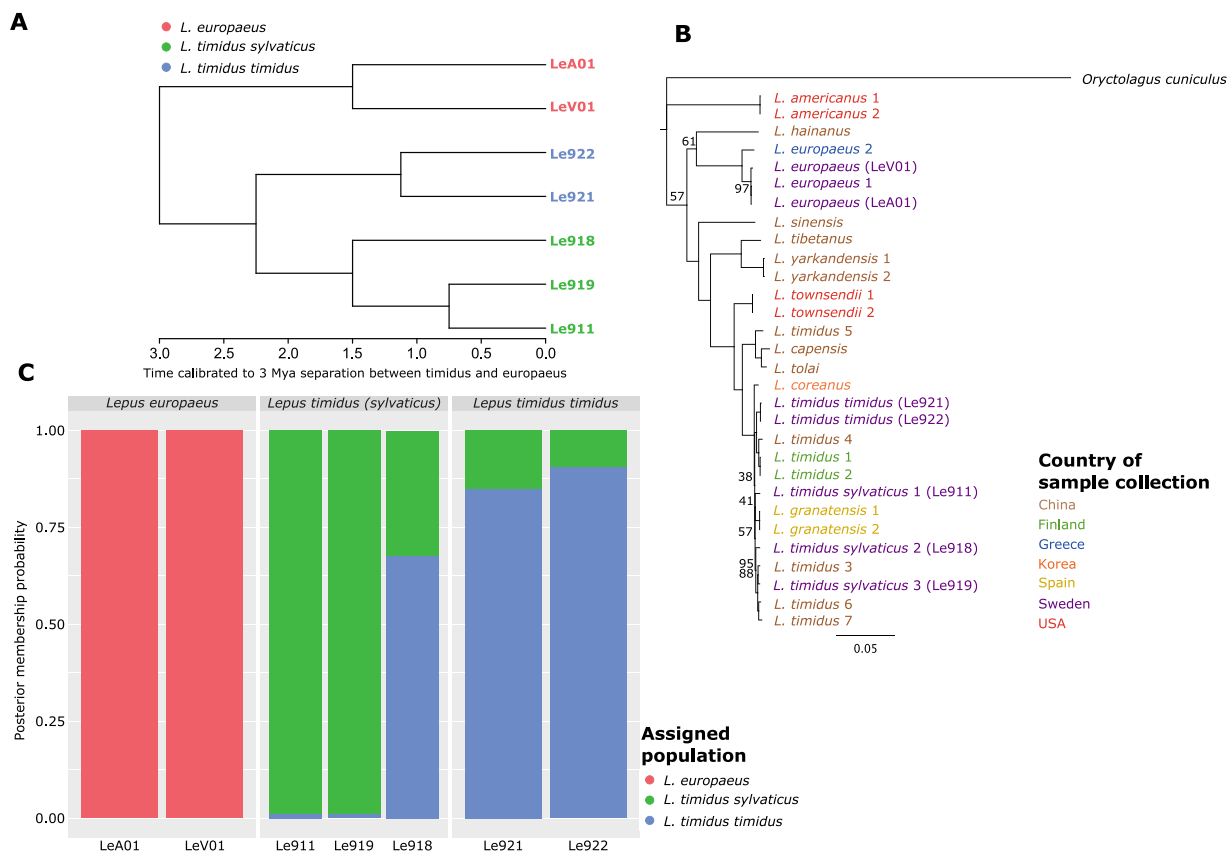 A
L. europaeus
L. timidus sylvaticus
L. timidus timidus
LeA01
LeV01
Le922
Le921
Le918
Le919
Le911
3.0 2.5 2.0 1.5 1.0 0.5 0.0
Time calibrated to 3 Mya separation between timidus and europaeus
B
Oryctolagus cuniculus
L. americanus 1
L. americanus 2
L. hainanus
61
L. europaeus 2
L. europaeus (LeV01)
97
L. europaeus 1
57
L. europaeus (LeA01)
L. sinensis
L. tibetanus
L. yarkandensis 1
L. yarkandensis 2
L. townsendii 1
L. townsendii 2
L. timidus 5
L. capensis
L. tolai
L. coreanus
L. timidus timidus (Le921)
L. timidus timidus (Le922)
L. timidus 4
L. timidus 1
L. timidus 2
38
L. timidus sylvaticus 1 (Le911)
41
L. granatensis 1
L. granatensis 2
57
L. timidus sylvaticus 2 (Le918)
95
L. timidus 3
88
L. timidus sylvaticus 3 (Le919)
L. timidus 6
L. timidus 7
0.05
Country of
sample collection
China
Finland
Greece
Korea
Spain
Sweden
USA
C
Lepus europaeus
Lepus timidus (sylvaticus)
Lepus timidus timidus
Posterior membership probability
1.00
0.75
0.50
0.25
0.00
LeA01 LeV01 Le911 Le919 Le918 Le921 Le922
Assigned
population
L. europaeus
L. timidus sylvaticus
L. timidus timidus